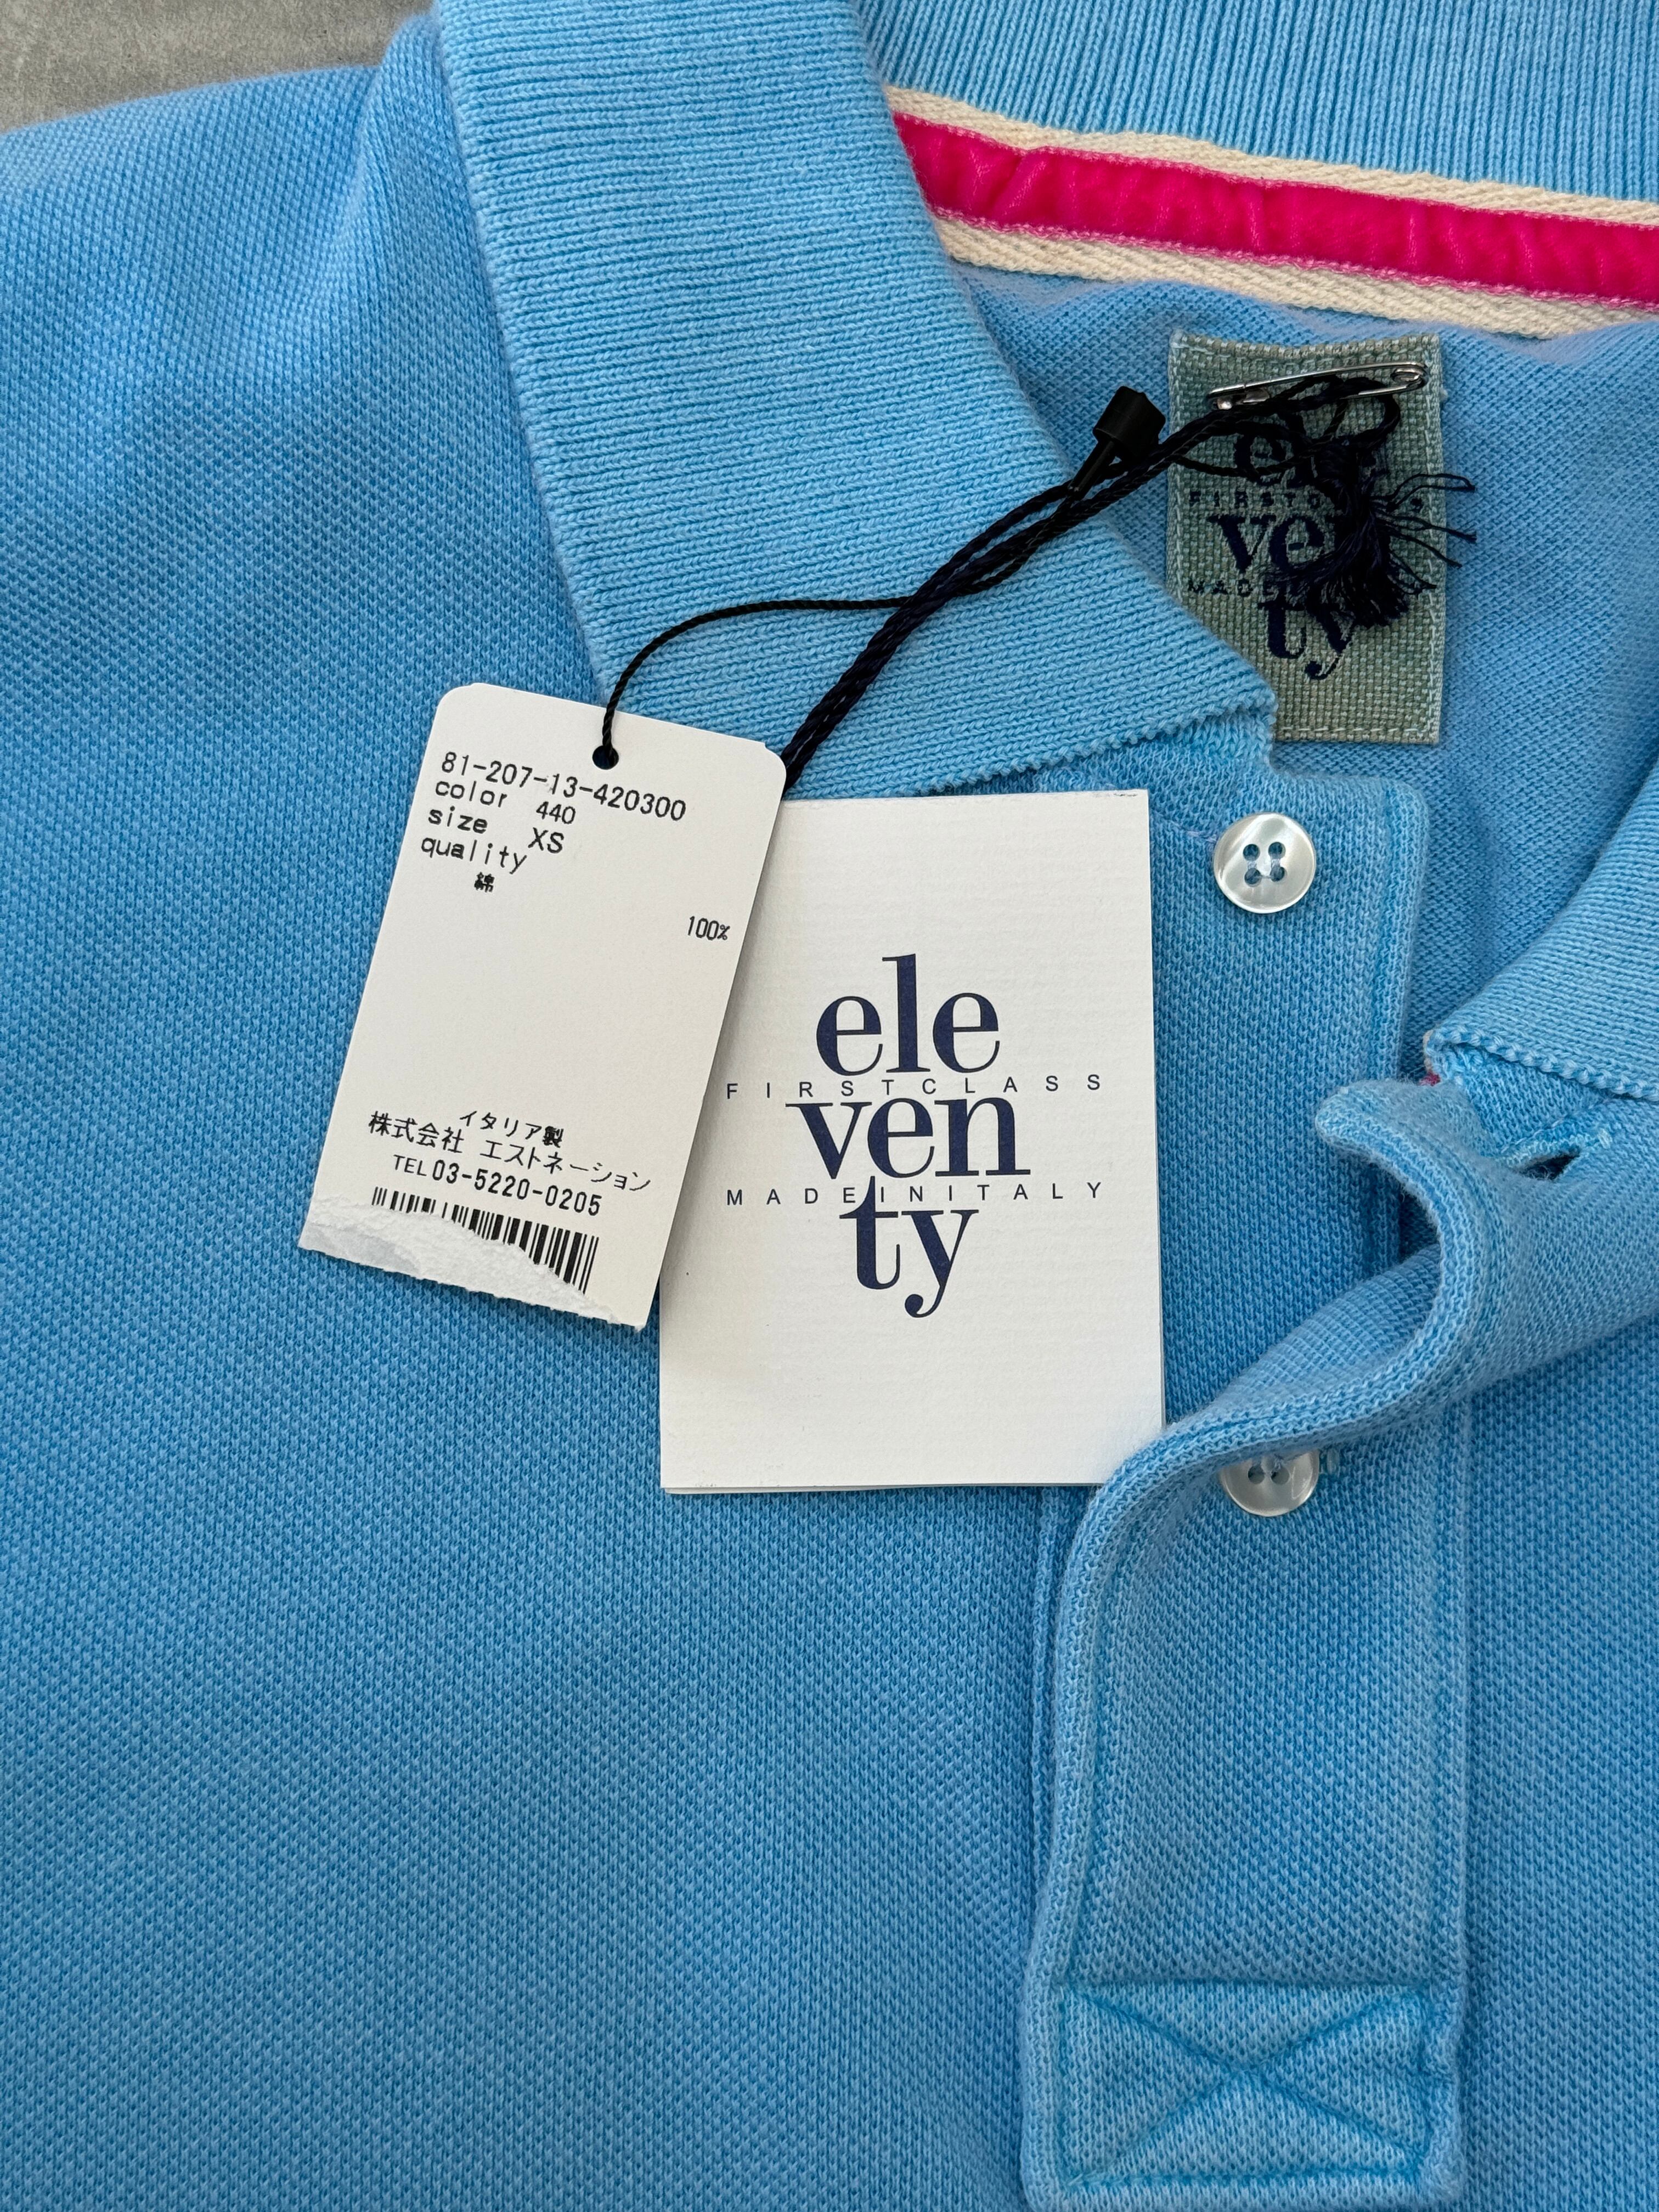 81-207-13-420300
color 440
size XS
quality
綿
100%
イタリア製
株式会社 エストネーション
TEL 03-5220-0205
ele
FIRSTCLASS
ven
MADEINITALY
ty
ty